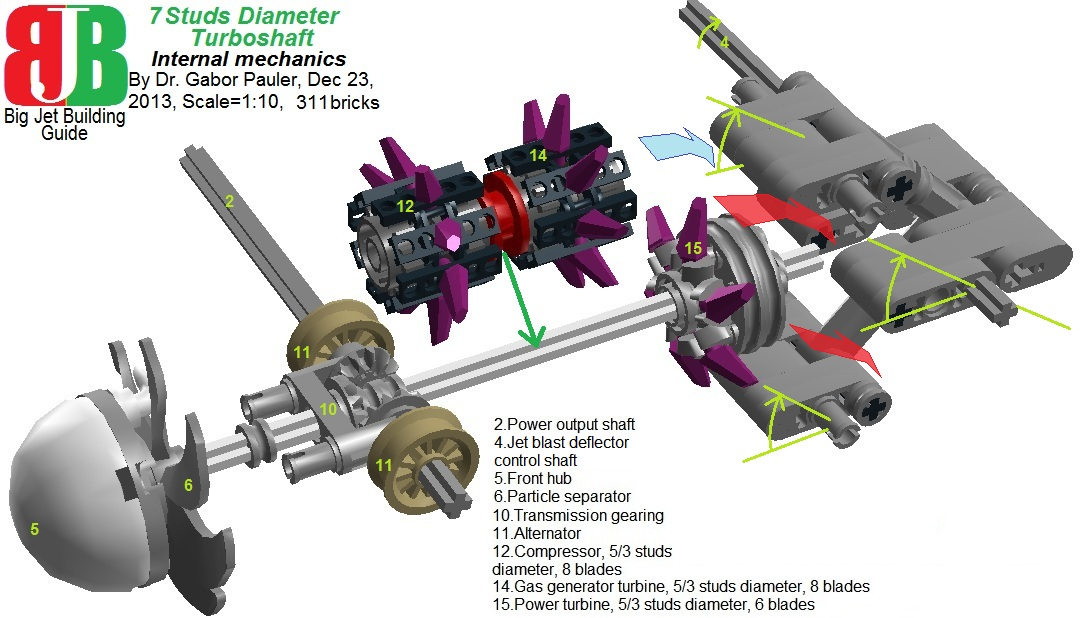 BJB
Big Jet Building
Guide
7 Studs Diameter
Turboshaft
Internal mechanics
By Dr. Gabor Pauler, Dec 23,
2013, Scale=1:10, 311bricks
4
2
14
12
15
11
10
11
6
5
2.Power output shaft
4.Jet blast deflector
control shaft
5.Front hub
6.Particle separator
10.Transmission gearing
11.Alternator
12.Compressor, 5/3 studs
diameter, 8 blades
14.Gas generator turbine, 5/3 studs diameter, 8 blades
15.Power turbine, 5/3 studs diameter, 6 blades